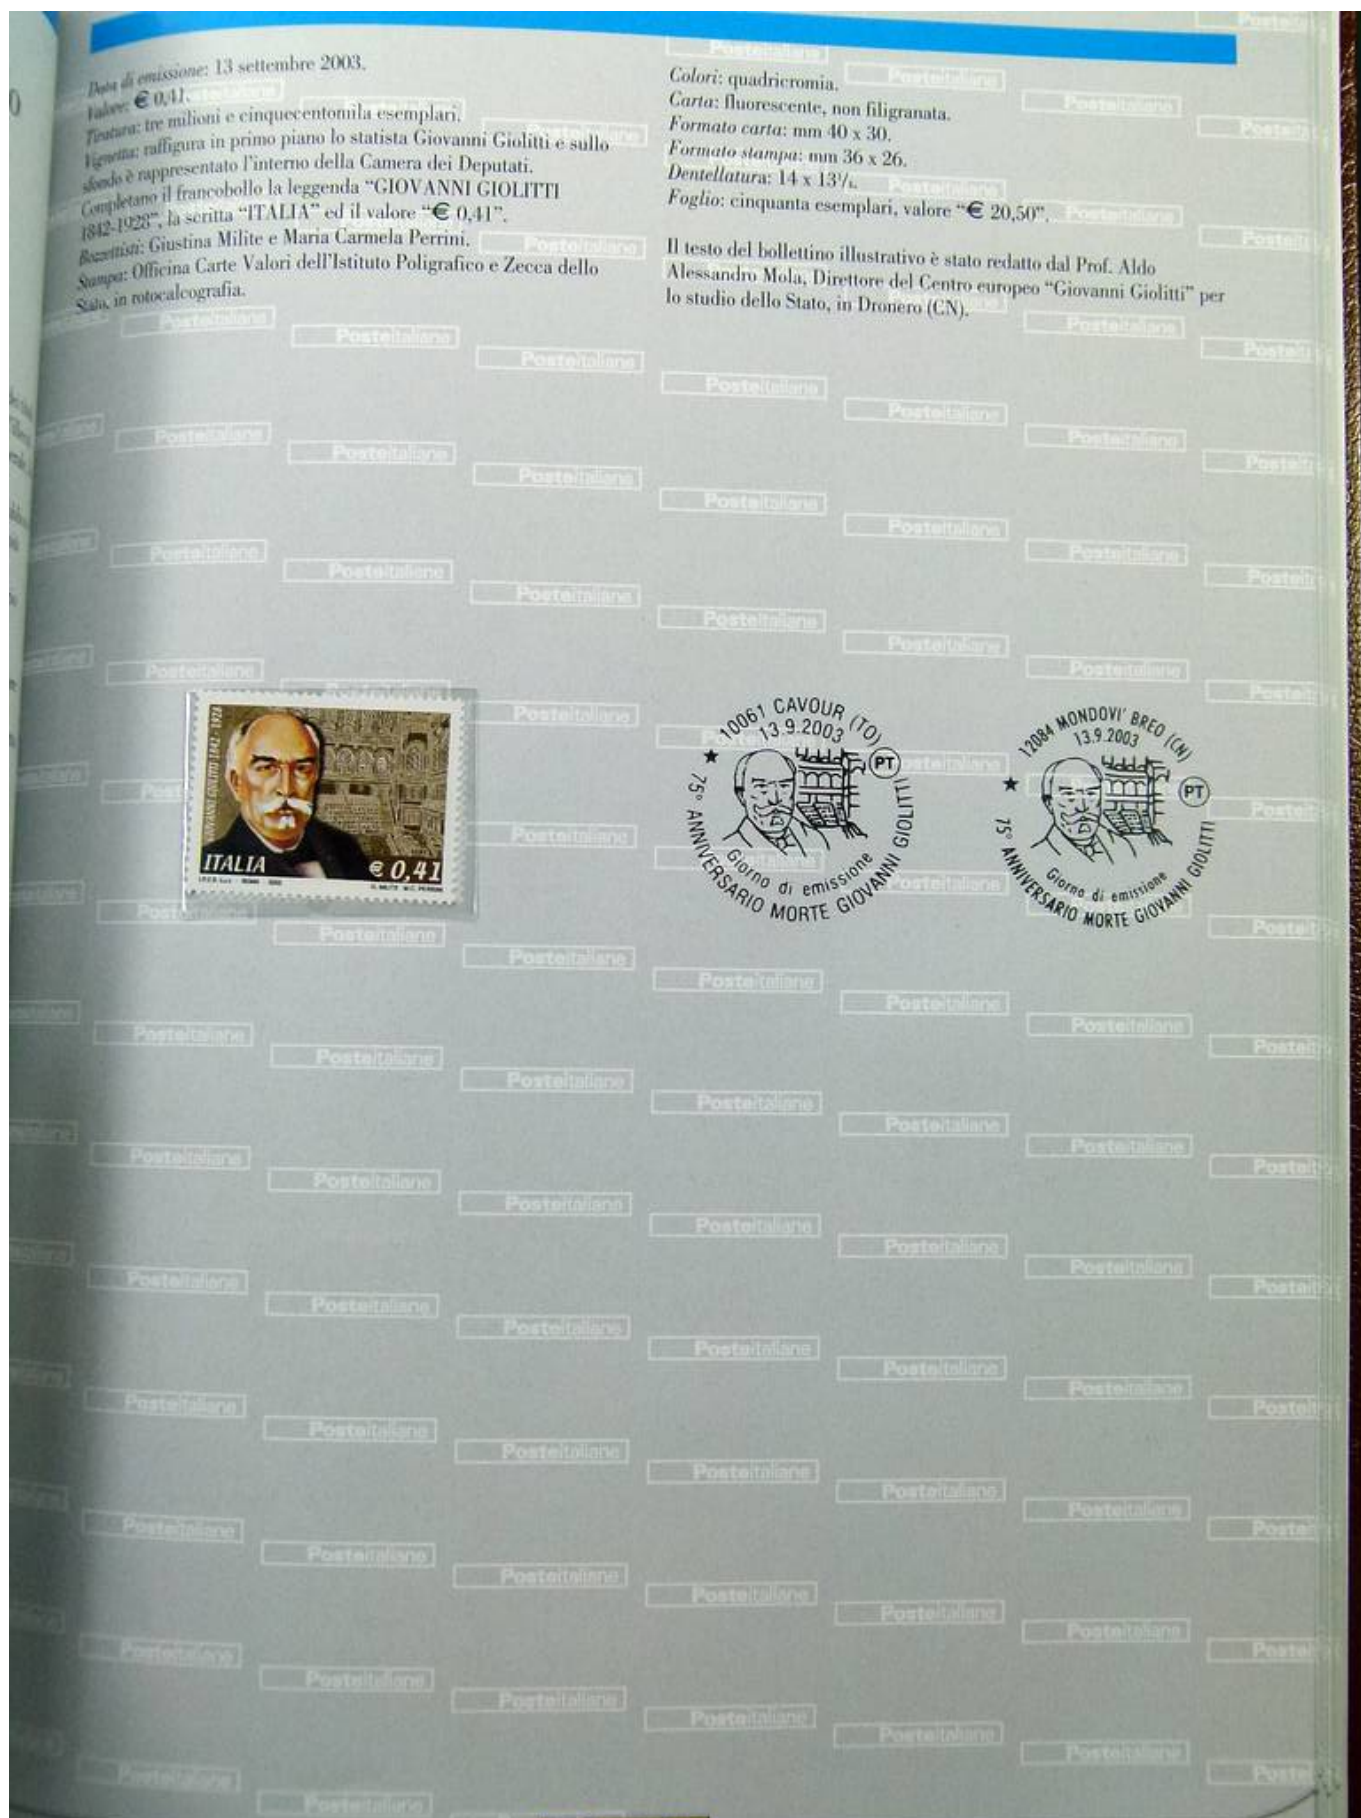 Data di emissione: 13 settembre 2003.
Valore: € 0,41.
Tiratura: tre milioni e cinquecentomila esemplari.
Vignetta: raffigura in primo piano lo statista Giovanni Giolitti e sullo
sfondo è rappresentato l'interno della Camera dei Deputati.
Completano il francobollo la leggenda "GIOVANNI GIOLITTI
1842-1928", la scritta "ITALIA" ed il valore "€ 0,41".
Bozzettisti: Giustina Milite e Maria Carmela Perrini.
Stampa: Officina Carte Valori dell'Istituto Poligrafico e Zecca dello
Stato, in rotocalcografia.
Colori: quadricromia.
Carta: fluorescente, non filigranata.
Formato carta: mm 40 x 30.
Formato stampa: mm 36 x 26.
Dentellatura: 14 x 13¼.
Foglio: cinquanta esemplari, valore "€ 20,50".
Il testo del bollettino illustrativo è stato redatto dal Prof. Aldo
Alessandro Mola, Direttore del Centro europeo "Giovanni Giolitti" per
lo studio dello Stato, in Dronero (CN).
GIOVANNI GIOLITTI 1842 - 1928
ITALIA
€ 0,41
10061 CAVOUR (TO)
13.9.2003
PT
Giorno di emissione
75° ANNIVERSARIO MORTE GIOVANNI GIOLITTI
12084 MONDOVI' BREO (CN)
13.9.2003
PT
Giorno di emissione
75° ANNIVERSARIO MORTE GIOVANNI GIOLITTI
Posteitaliane